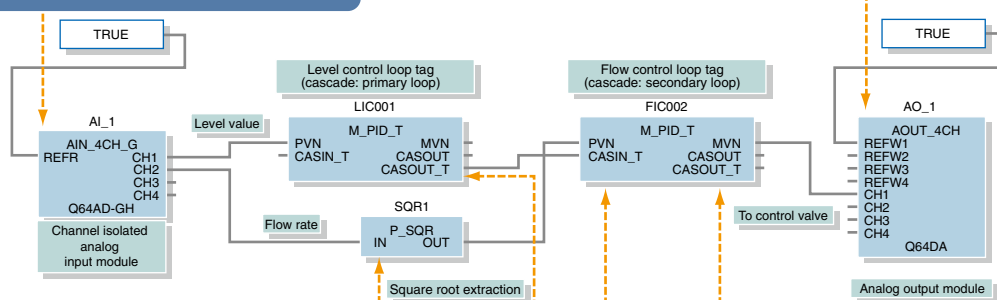 TRUE
AI_1
AIN_4CH_G
REFR
CH1
CH2
CH3
CH4
Q64AD-GH
Channel isolated
analog
input module
Level value
Flow rate
Level control loop tag
(cascade: primary loop)
LIC001
M_PID_T
PVN
CASIN_T
MVN
CASOUT
CASOUT_T
SQR1
P_SQR
IN
OUT
Square root extraction
Flow control loop tag
(cascade: secondary loop)
FIC002
M_PID_T
PVN
CASIN_T
MVN
CASOUT
CASOUT_T
To control valve
TRUE
AO_1
AOUT_4CH
REFW1
REFW2
REFW3
REFW4
CH1
CH2
CH3
CH4
Q64DA
Analog output module